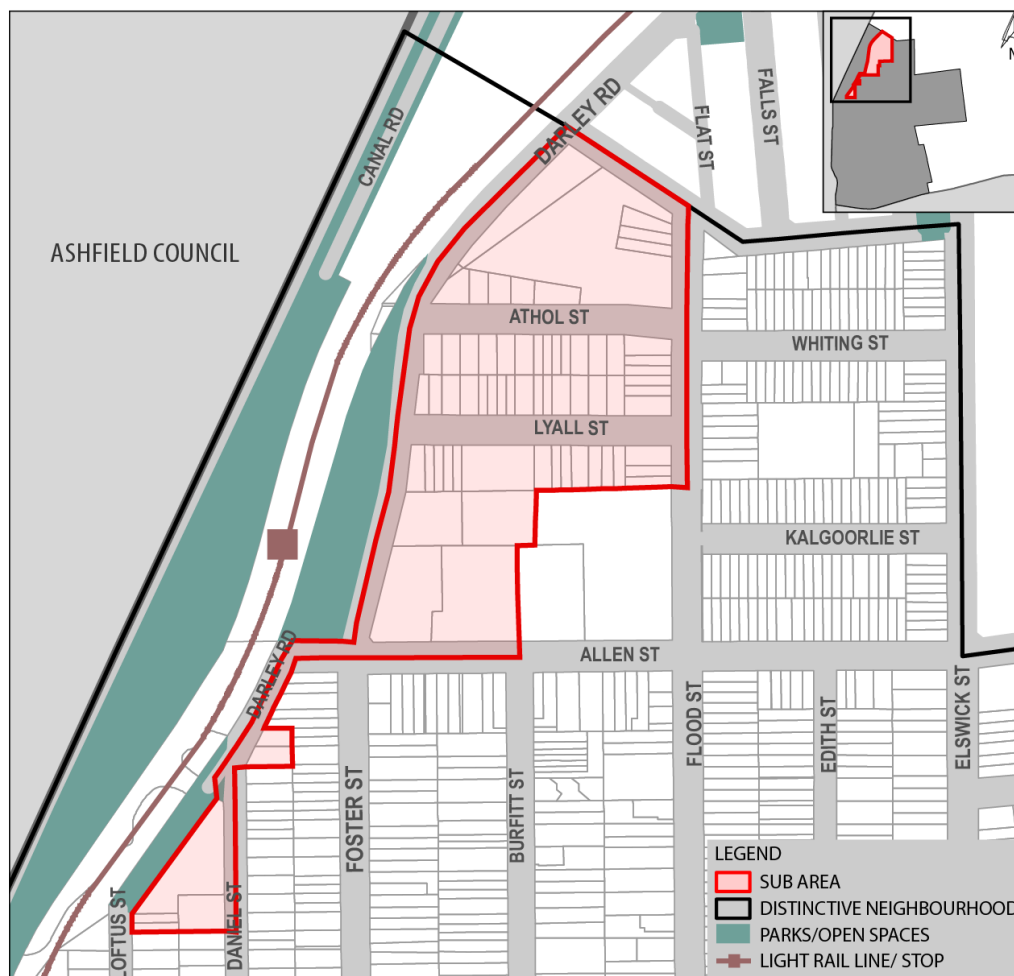 DARLEY RD
FALLS ST
N
CANAL RD
FLAT ST
ASHFIELD COUNCIL
ATHOL ST
WHITING ST
LYALL ST
KALGOORLIE ST
DARLEY RD
ALLEN ST
FLOOD ST
EDITH ST
ELSWICK ST
FOSTER ST
BURFITT ST
LOFTUS ST
DANIEL ST
LEGEND
SUB AREA
DISTINCTIVE NEIGHBOURHOOD
PARKS/OPEN SPACES
LIGHT RAIL LINE/ STOP